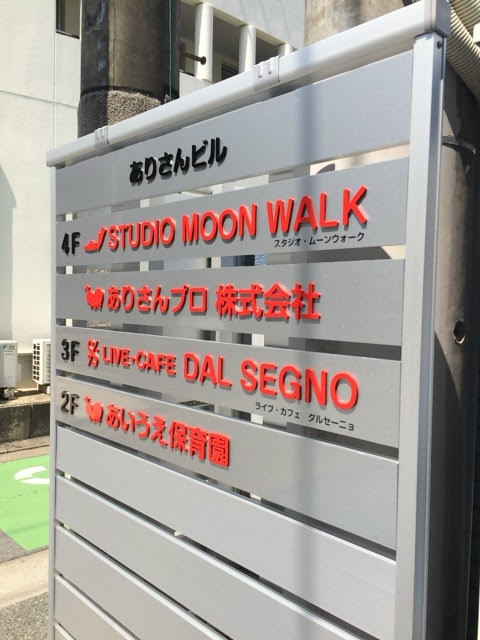 ありさんビル
4F STUDIO MOON WALK
スタジオ・ムーンウォーク
ありさんプロ 株式会社
3F LIVE-CAFE DAL SEGNO
ライブ・カフェ ダルセーニョ
2F あいうえ保育園